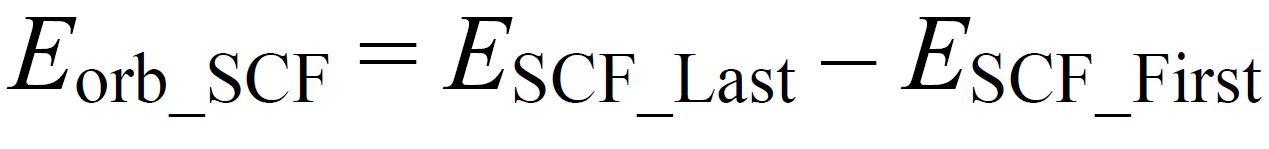 E_orb_SCF = E_SCF_Last − E_SCF_First